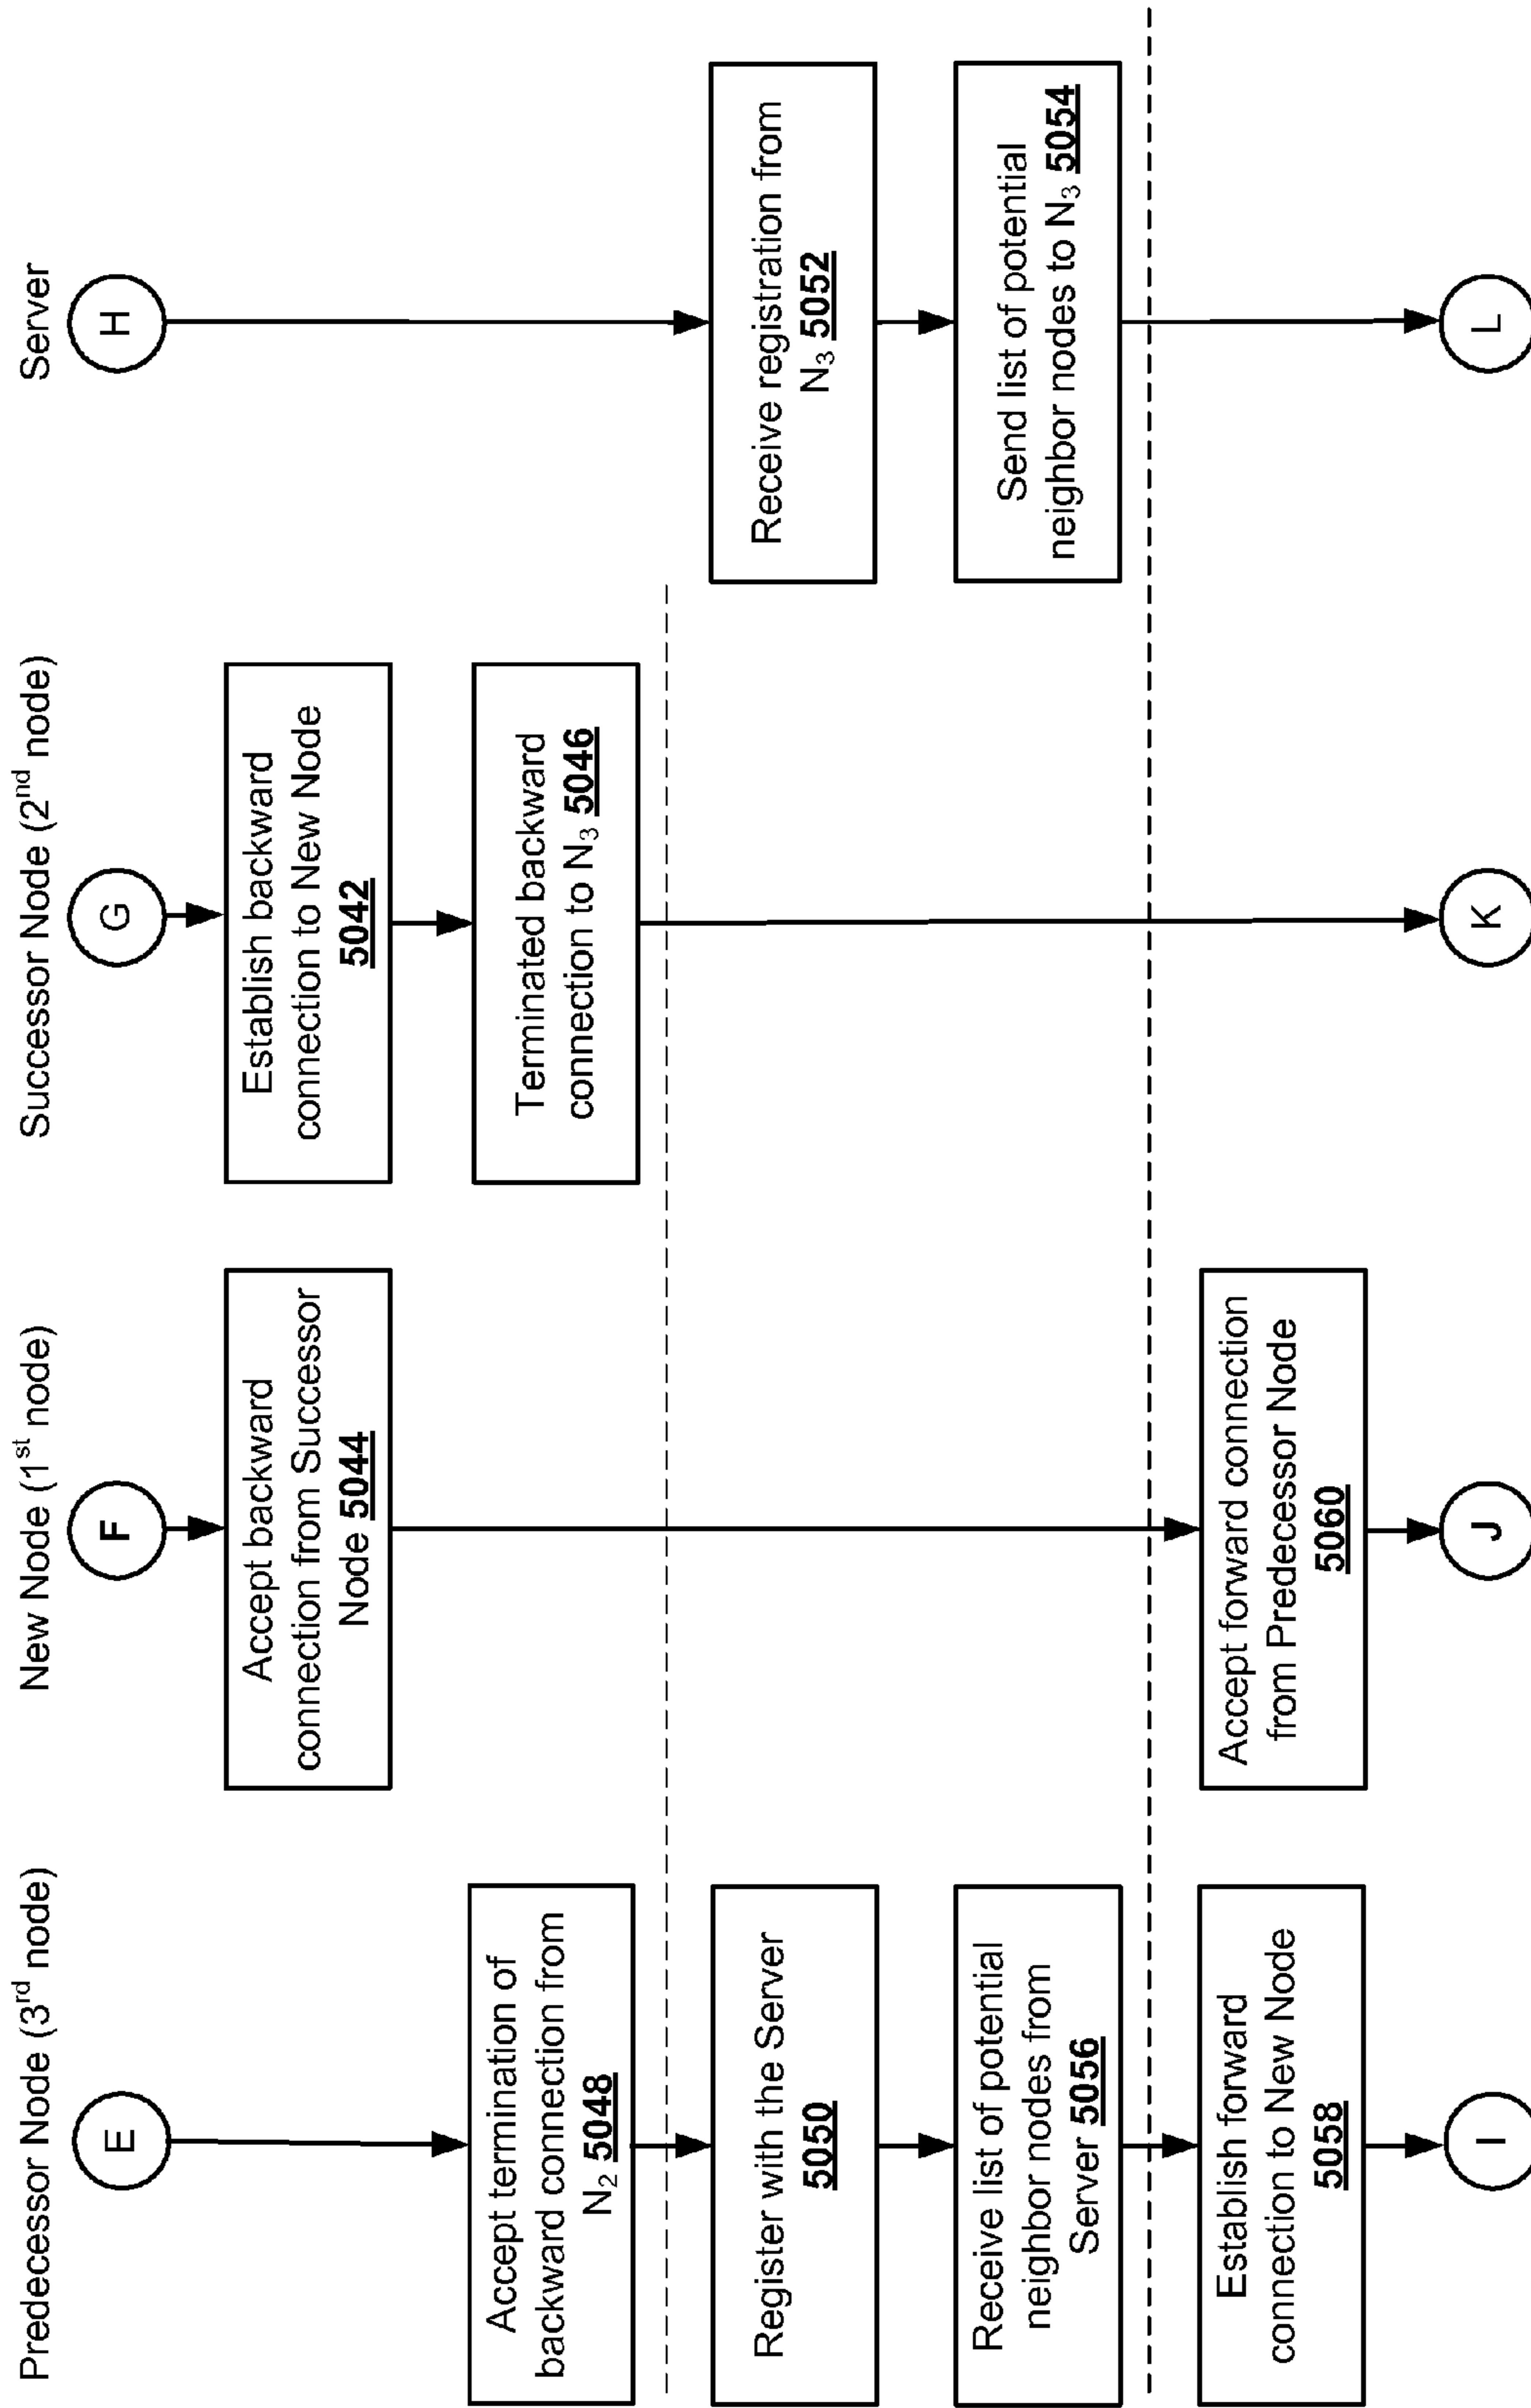 Predecessor Node (3rd node)
New Node (1st node)
Successor Node (2nd node)
Server
E
F
G
H
Accept backward
connection from Successor
Node 5044
Establish backward
connection to New Node
5042
Accept termination of
backward connection from
N2 5048
Terminated backward
connection to N3 5046
Register with the Server
5050
Receive registration from
N3 5052
Receive list of potential
neighbor nodes from
Server 5056
Send list of potential
neighbor nodes to N3 5054
Establish forward
connection to New Node
5058
Accept forward connection
from Predecessor Node
5060
I
J
K
L